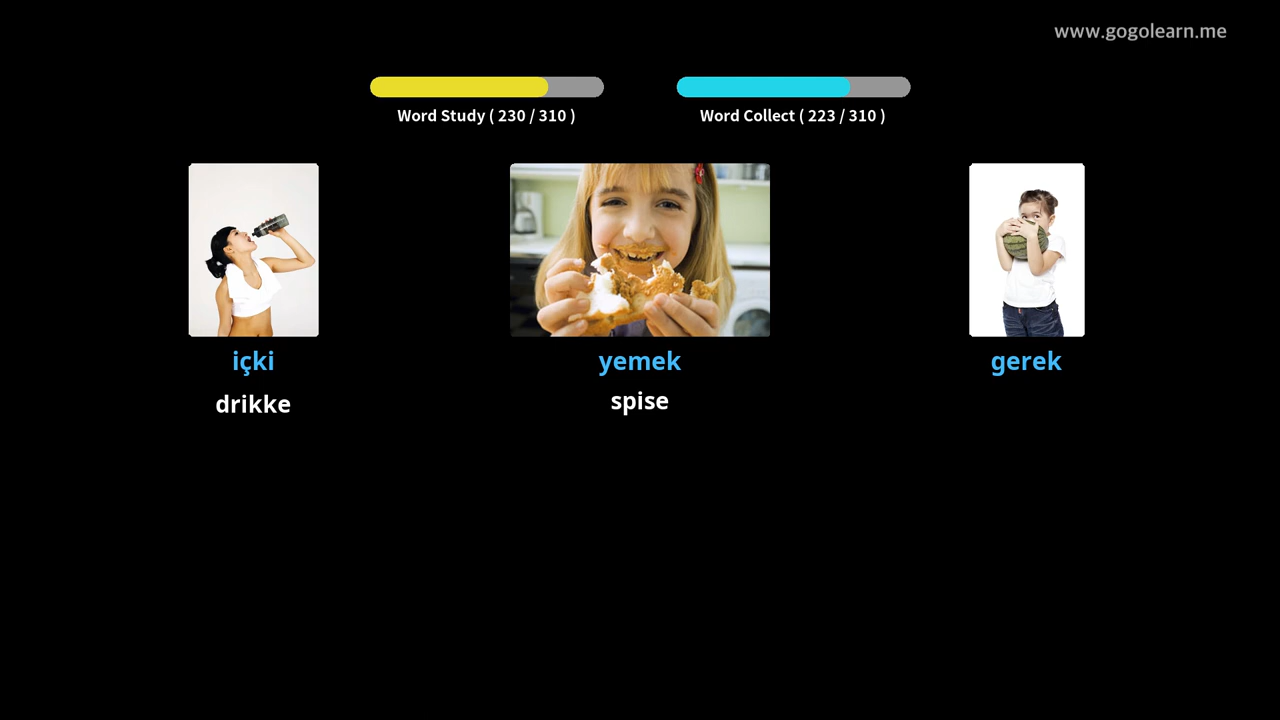 www.gogolearn.me
Word Study ( 230 / 310 )
Word Collect ( 223 / 310 )
içki
yemek
gerek
drikke
spise